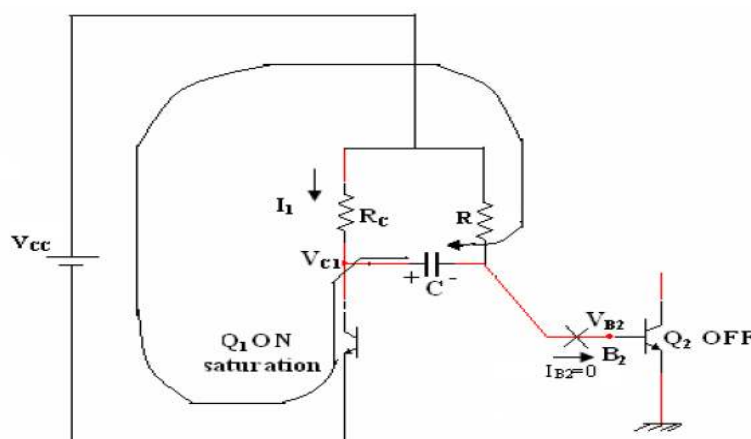 I1
RC
R
VCC
VC1
+
C
-
Q1 ON
saturation
VB2
B2
IB2=0
Q2 OFF